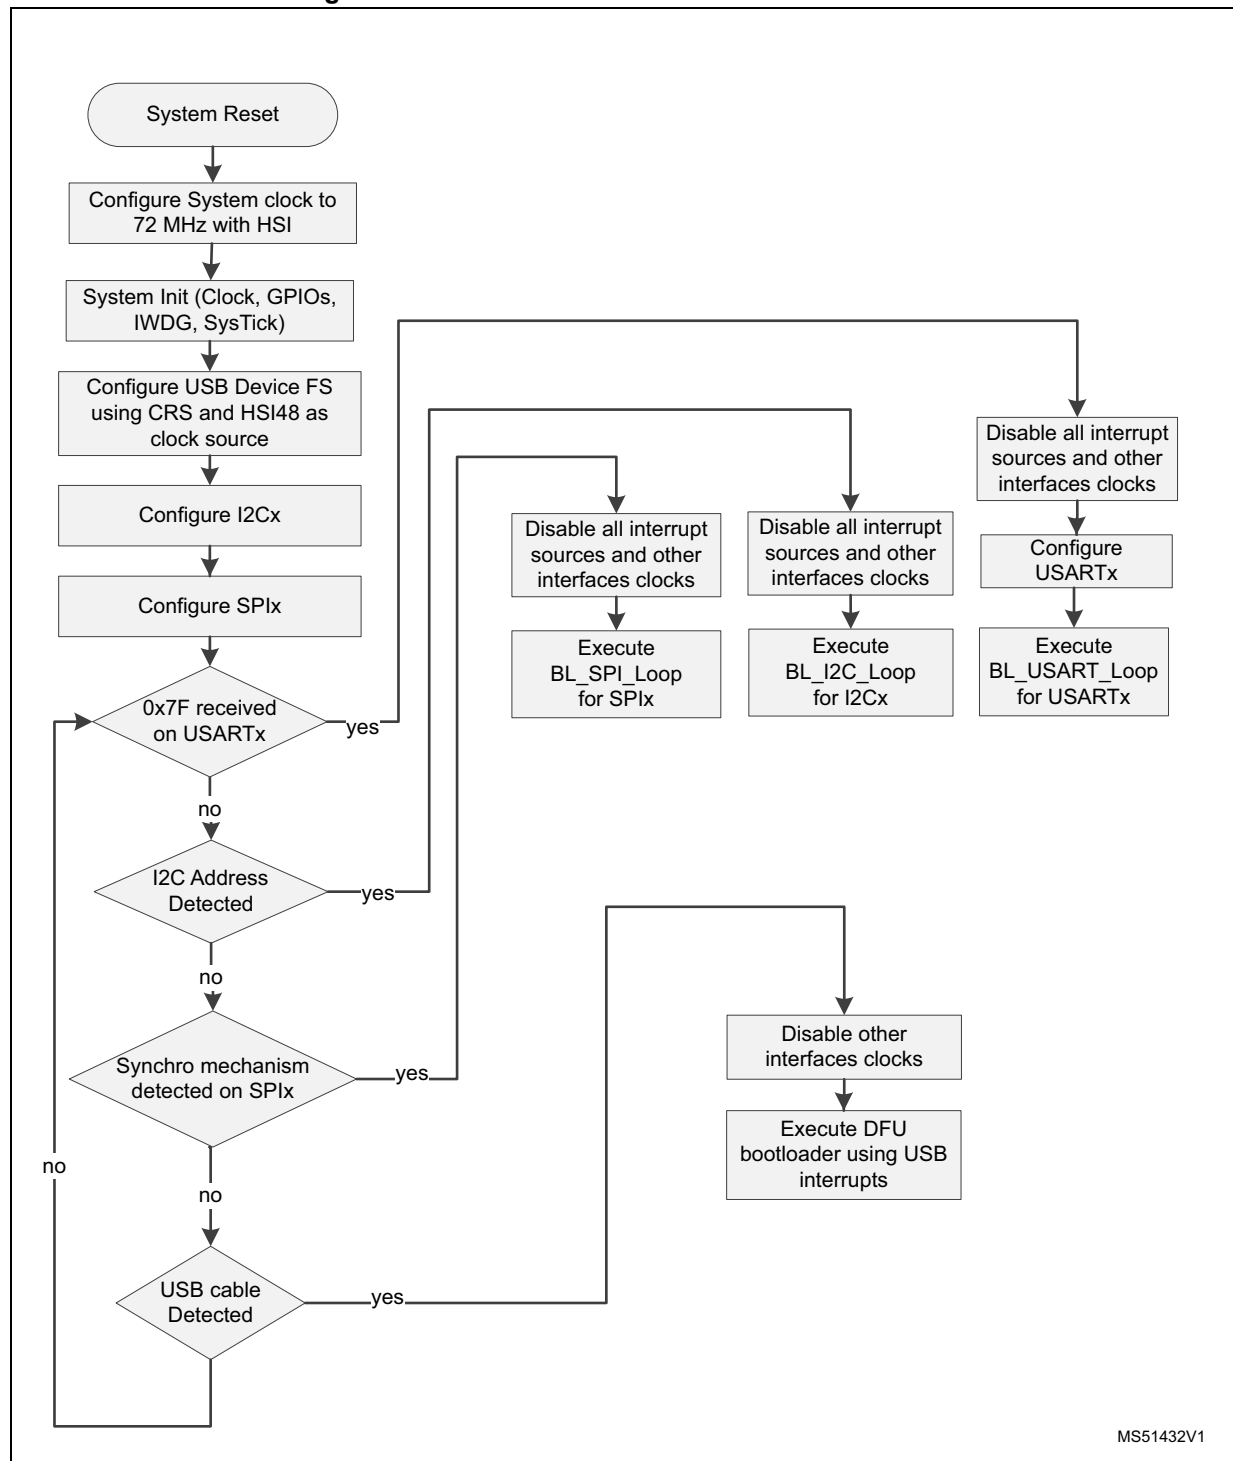 System Reset
Configure System clock to
72 MHz with HSI
System Init (Clock, GPIOs,
IWDG, SysTick)
Configure USB Device FS
using CRS and HSI48 as
clock source
Configure I2Cx
Configure SPIx
0x7F received
on USARTx
yes
no
I2C Address
Detected
yes
no
Synchro mechanism
detected on SPIx
yes
no
USB cable
Detected
yes
no
Disable all interrupt
sources and other
interfaces clocks
Execute
BL_SPI_Loop
for SPIx
Disable all interrupt
sources and other
interfaces clocks
Execute
BL_I2C_Loop
for I2Cx
Disable all interrupt
sources and other
interfaces clocks
Configure
USARTx
Execute
BL_USART_Loop
for USARTx
Disable other
interfaces clocks
Execute DFU
bootloader using USB
interrupts
MS51432V1